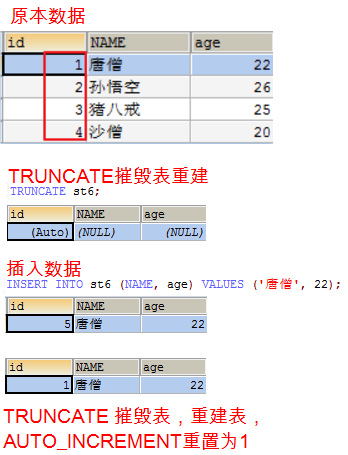 原本数据
id NAME age
1 唐僧 22
2 孙悟空 26
3 猪八戒 25
4 沙僧 20
TRUNCATE摧毁表重建
TRUNCATE st6;
id NAME age
(Auto) (NULL) (NULL)
插入数据
INSERT INTO st6 (NAME, age) VALUES ('唐僧', 22);
id NAME age
5 唐僧 22
id NAME age
1 唐僧 22
TRUNCATE 摧毁表，重建表，
AUTO_INCREMENT重置为1